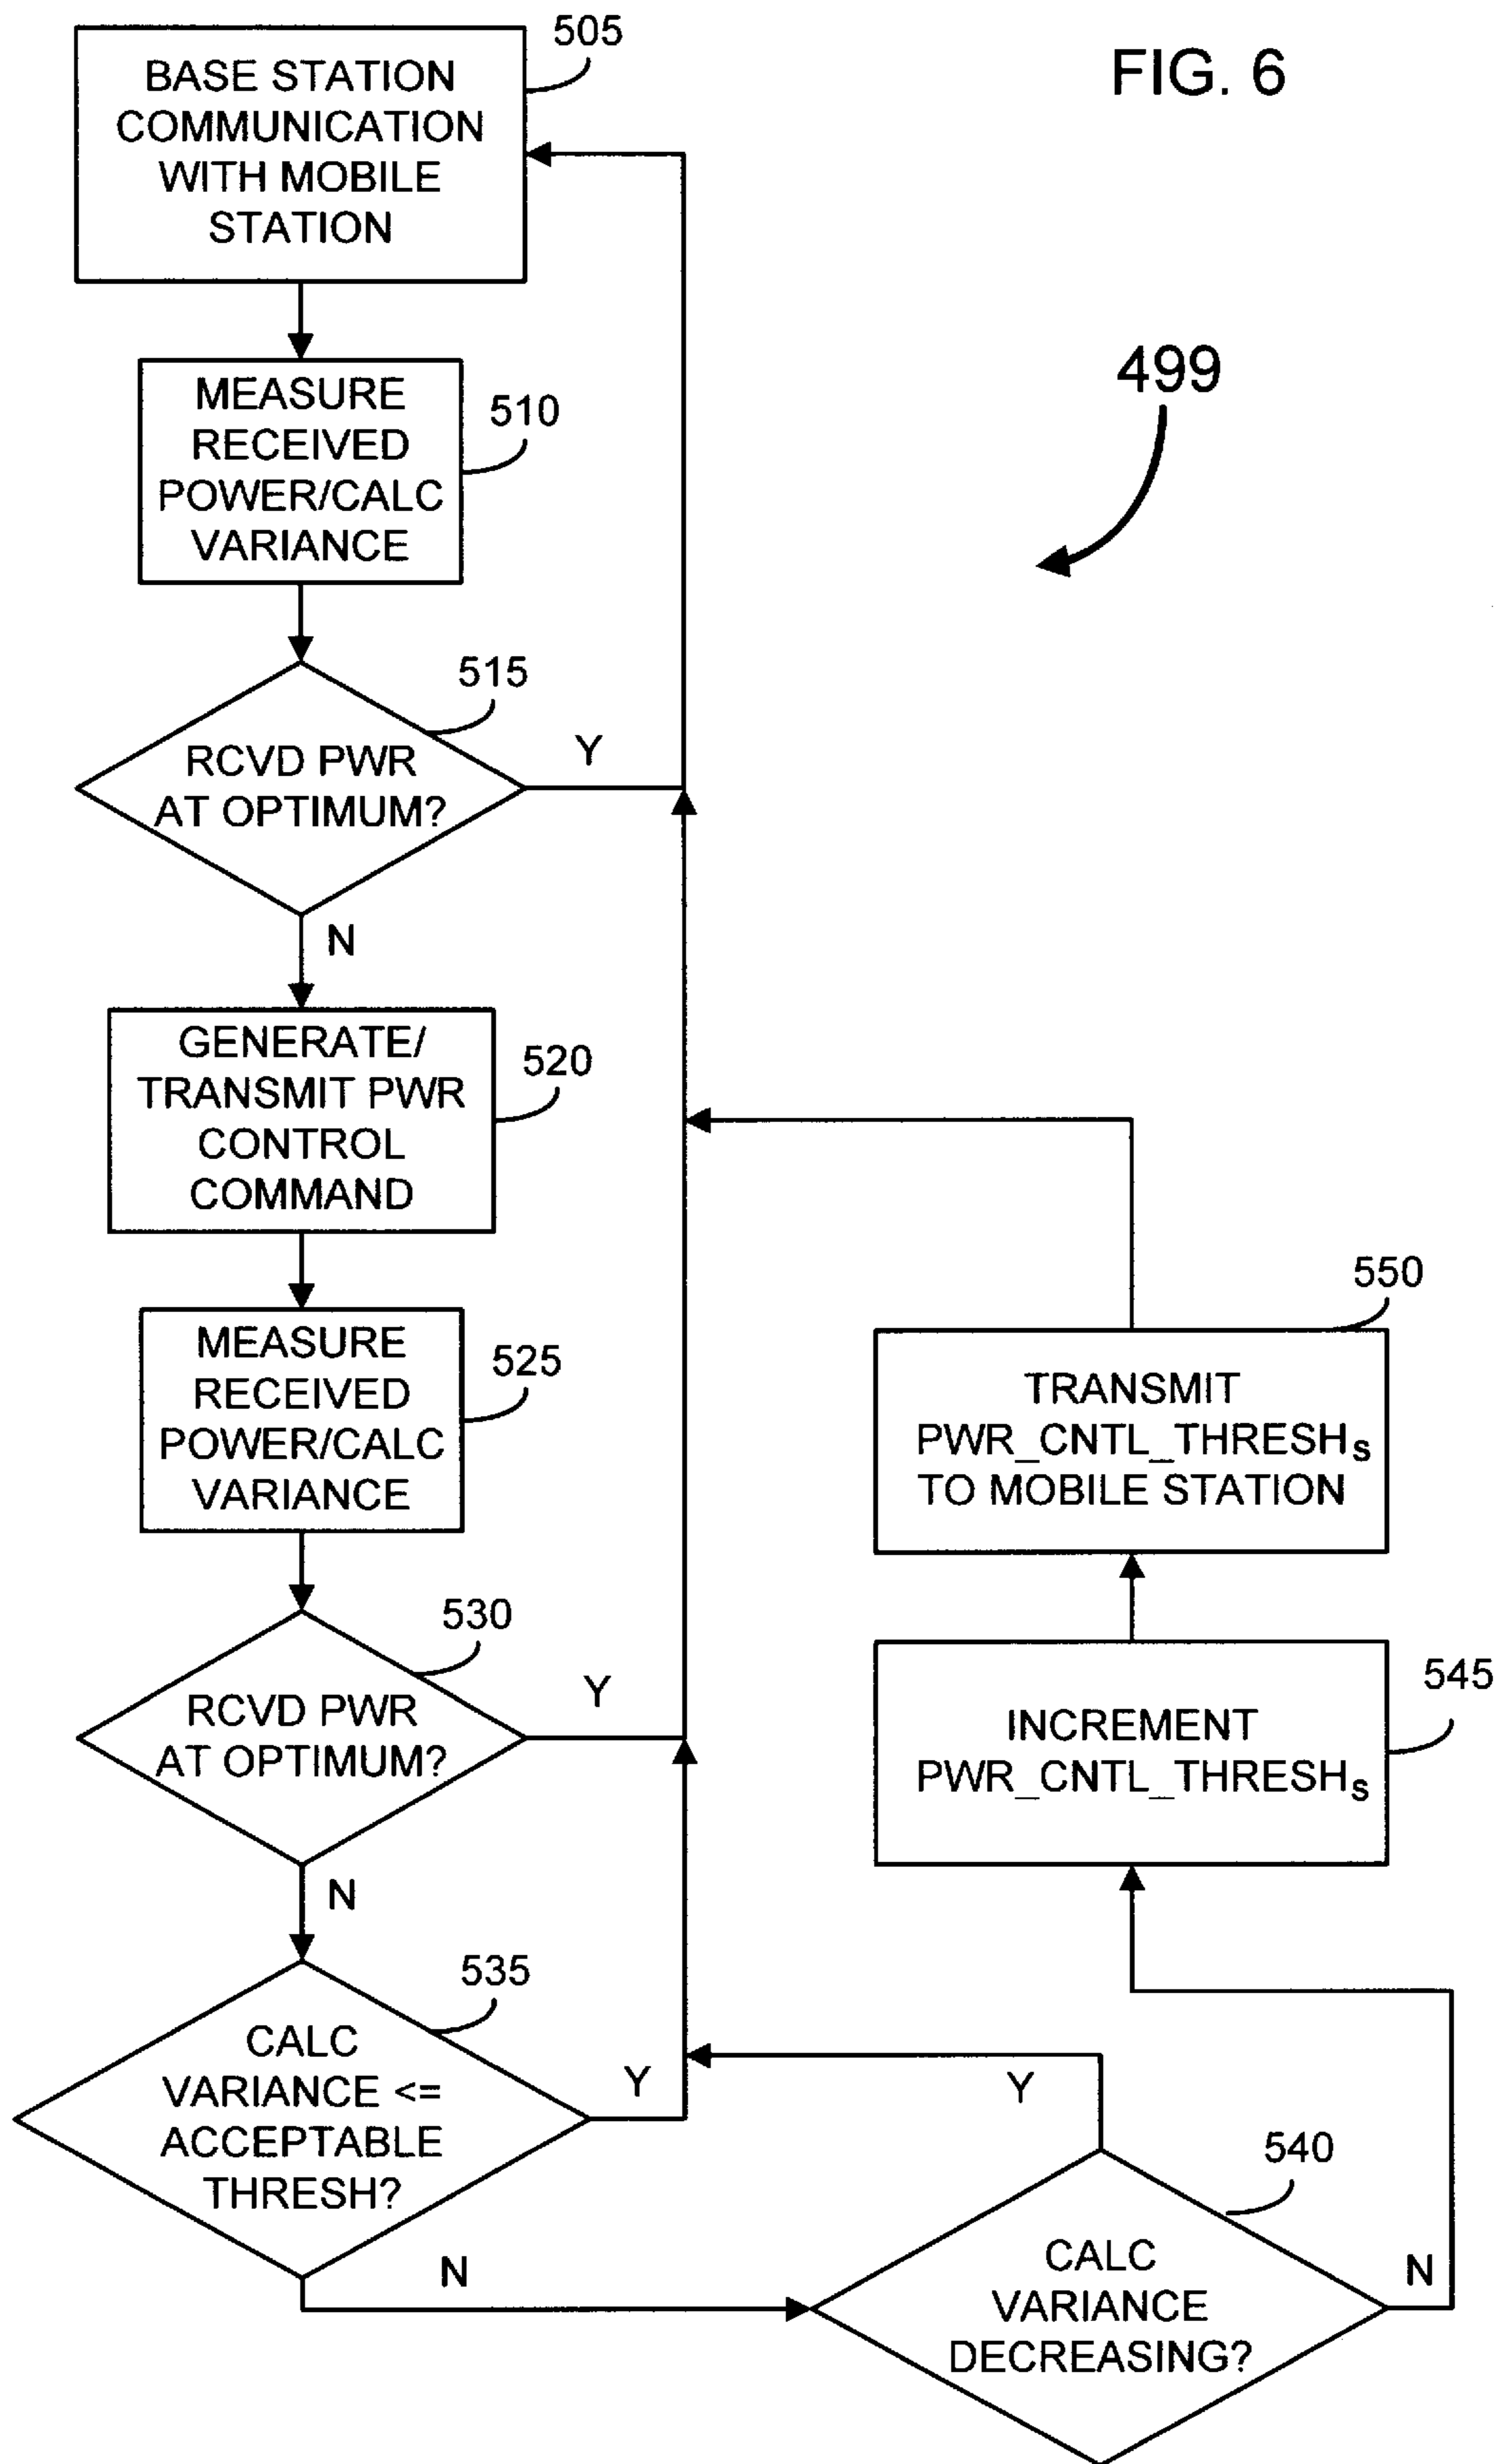 FIG. 6
499
505
BASE STATION
COMMUNICATION
WITH MOBILE
STATION
510
MEASURE
RECEIVED
POWER/CALC
VARIANCE
515
RCVD PWR
AT OPTIMUM?
Y
N
520
GENERATE/
TRANSMIT PWR
CONTROL
COMMAND
525
MEASURE
RECEIVED
POWER/CALC
VARIANCE
530
RCVD PWR
AT OPTIMUM?
Y
N
535
CALC
VARIANCE <=
ACCEPTABLE
THRESH?
Y
N
540
CALC
VARIANCE
DECREASING?
Y
N
545
INCREMENT
PWR_CNTL_THRESHs
550
TRANSMIT
PWR_CNTL_THRESHs
TO MOBILE STATION